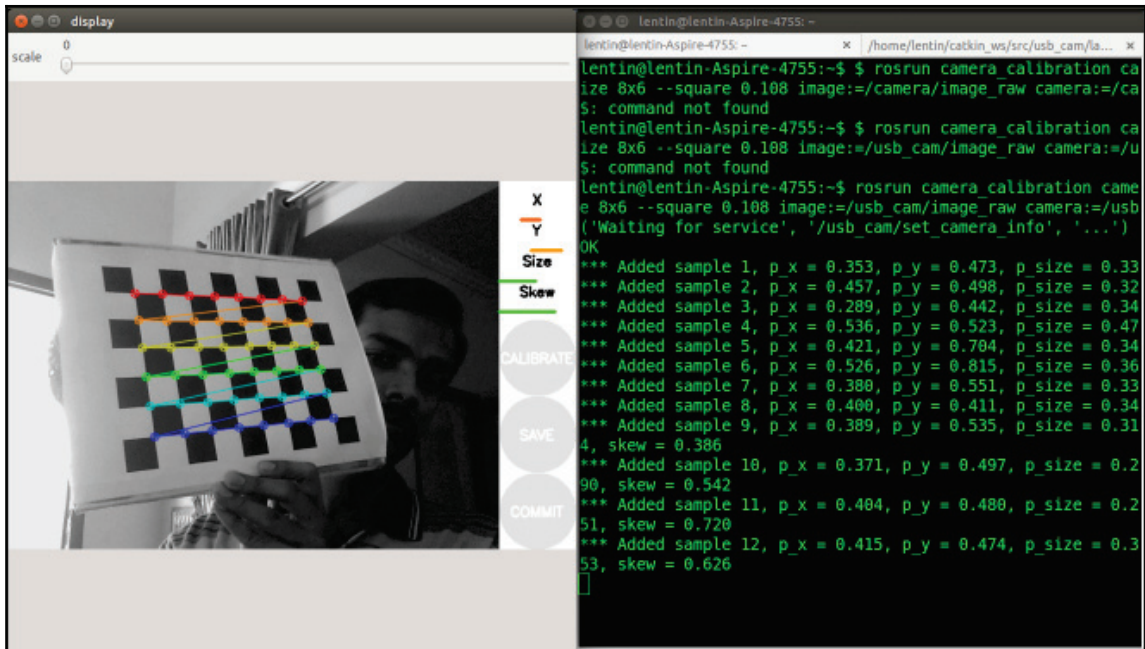 display
scale
0
X
Y
Size
Skew
CALIBRATE
SAVE
COMMIT
lentin@lentin-Aspire-4755: ~
lentin@lentin-Aspire-4755: ~ × /home/lentin/catkin_ws/src/usb_cam/la... ×
lentin@lentin-Aspire-4755:~$ $ rosrun camera_calibration ca
ize 8x6 --square 0.108 image:=/camera/image_raw camera:=/ca
$: command not found
lentin@lentin-Aspire-4755:~$ $ rosrun camera_calibration ca
ize 8x6 --square 0.108 image:=/usb_cam/image_raw camera:=/u
$: command not found
lentin@lentin-Aspire-4755:~$ rosrun camera_calibration came
e 8x6 --square 0.108 image:=/usb_cam/image_raw camera:=/usb
('Waiting for service', '/usb_cam/set_camera_info', '...')
OK
*** Added sample 1, p_x = 0.353, p_y = 0.473, p_size = 0.33
*** Added sample 2, p_x = 0.457, p_y = 0.498, p_size = 0.32
*** Added sample 3, p_x = 0.289, p_y = 0.442, p_size = 0.34
*** Added sample 4, p_x = 0.536, p_y = 0.523, p_size = 0.47
*** Added sample 5, p_x = 0.421, p_y = 0.704, p_size = 0.34
*** Added sample 6, p_x = 0.526, p_y = 0.815, p_size = 0.36
*** Added sample 7, p_x = 0.380, p_y = 0.551, p_size = 0.33
*** Added sample 8, p_x = 0.400, p_y = 0.411, p_size = 0.34
*** Added sample 9, p_x = 0.389, p_y = 0.535, p_size = 0.31
4, skew = 0.386
*** Added sample 10, p_x = 0.371, p_y = 0.497, p_size = 0.2
90, skew = 0.542
*** Added sample 11, p_x = 0.404, p_y = 0.480, p_size = 0.2
51, skew = 0.720
*** Added sample 12, p_x = 0.415, p_y = 0.474, p_size = 0.3
53, skew = 0.626